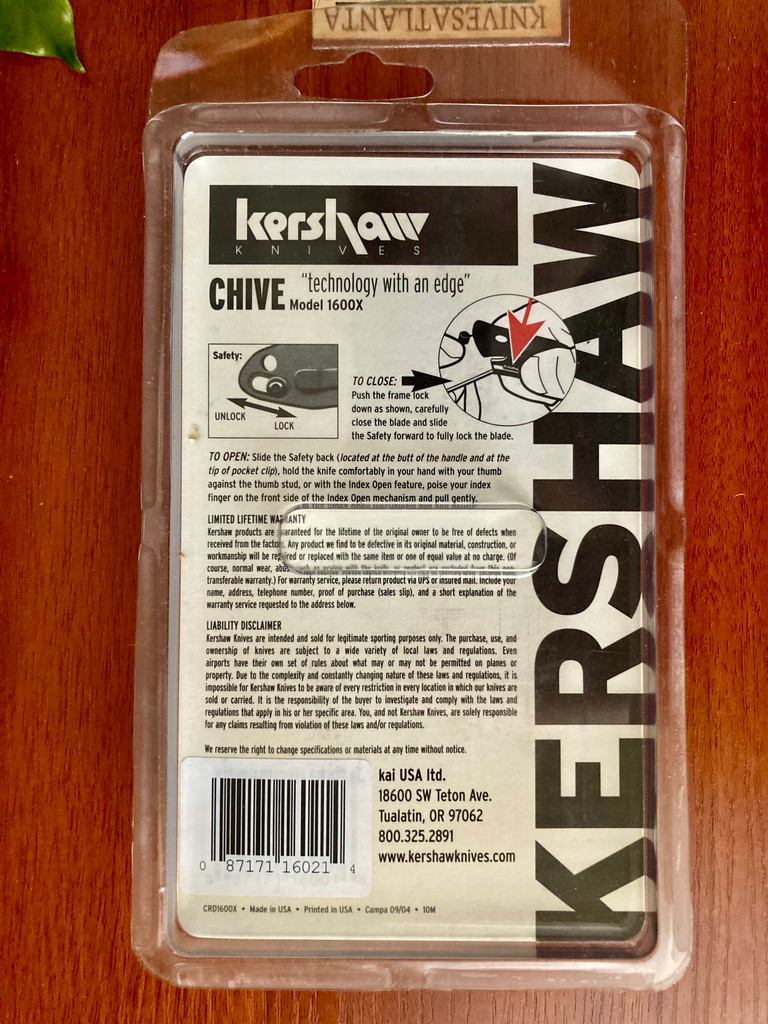 KNIVESATLANTA
kershaw
KNIVES
CHIVE "technology with an edge"
Model 1600X
Safety:
UNLOCK
LOCK
TO CLOSE:
Push the frame lock
down as shown, carefully
close the blade and slide
the Safety forward to fully lock the blade.
TO OPEN: Slide the Safety back (located at the butt of the handle and at the
tip of pocket clip), hold the knife comfortably in your hand with your thumb
against the thumb stud, or with the Index Open feature, poise your index
finger on the front side of the Index Open mechanism and pull gently.
LIMITED LIFETIME WARRANTY
Kershaw products are guaranteed for the lifetime of the original owner to be free of defects when
received from the factory. Any product we find to be defective in its original material, construction, or
workmanship will be repaired or replaced with the same item or one of equal value at no charge. (Of
course, normal wear, abuse, such as prying with the knife, or neglect are excluded from this non-
transferable warranty.) For warranty service, please return product via UPS or insured mail. Include your
name, address, telephone number, proof of purchase (sales slip), and a short explanation of the
warranty service requested to the address below.
LIABILITY DISCLAIMER
Kershaw Knives are intended and sold for legitimate sporting purposes only. The purchase, use, and
ownership of knives are subject to a wide variety of local laws and regulations. Even
airports have their own set of rules about what may or may not be permitted on planes or
property. Due to the complexity and constantly changing nature of these laws and regulations, it is
impossible for Kershaw Knives to be aware of every restriction in every location in which our knives are
sold or carried. It is the responsibility of the buyer to investigate and comply with the laws and
regulations that apply in his or her specific area. You, and not Kershaw Knives, are solely responsible
for any claims resulting from violation of these laws and/or regulations.
We reserve the right to change specifications or materials at any time without notice.
kai USA ltd.
18600 SW Teton Ave.
Tualatin, OR 97062
800.325.2891
www.kershawknives.com
0 87171 16021 4
CRD1600X • Made in USA • Printed in USA • Campa 09/04 • 10M
KERSHAW